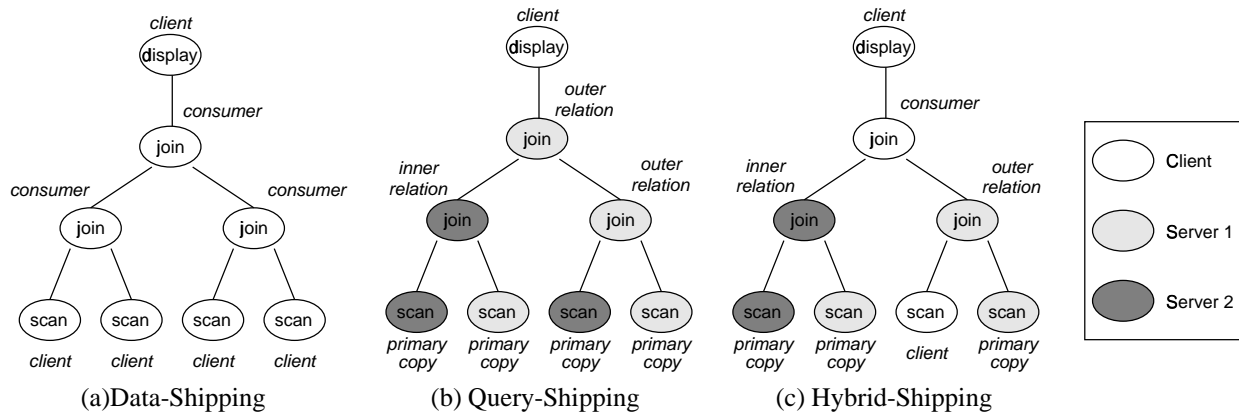 client
display
consumer
join
consumer
consumer
join
join
scan
scan
scan
scan
client
client
client
client
(a)Data-Shipping
client
display
outer
relation
join
inner
relation
outer
relation
join
join
scan
scan
scan
scan
primary
copy
primary
copy
primary
copy
primary
copy
(b) Query-Shipping
client
display
consumer
join
inner
relation
outer
relation
join
join
scan
scan
scan
scan
primary
copy
primary
copy
client
primary
copy
(c) Hybrid-Shipping
Client
Server 1
Server 2